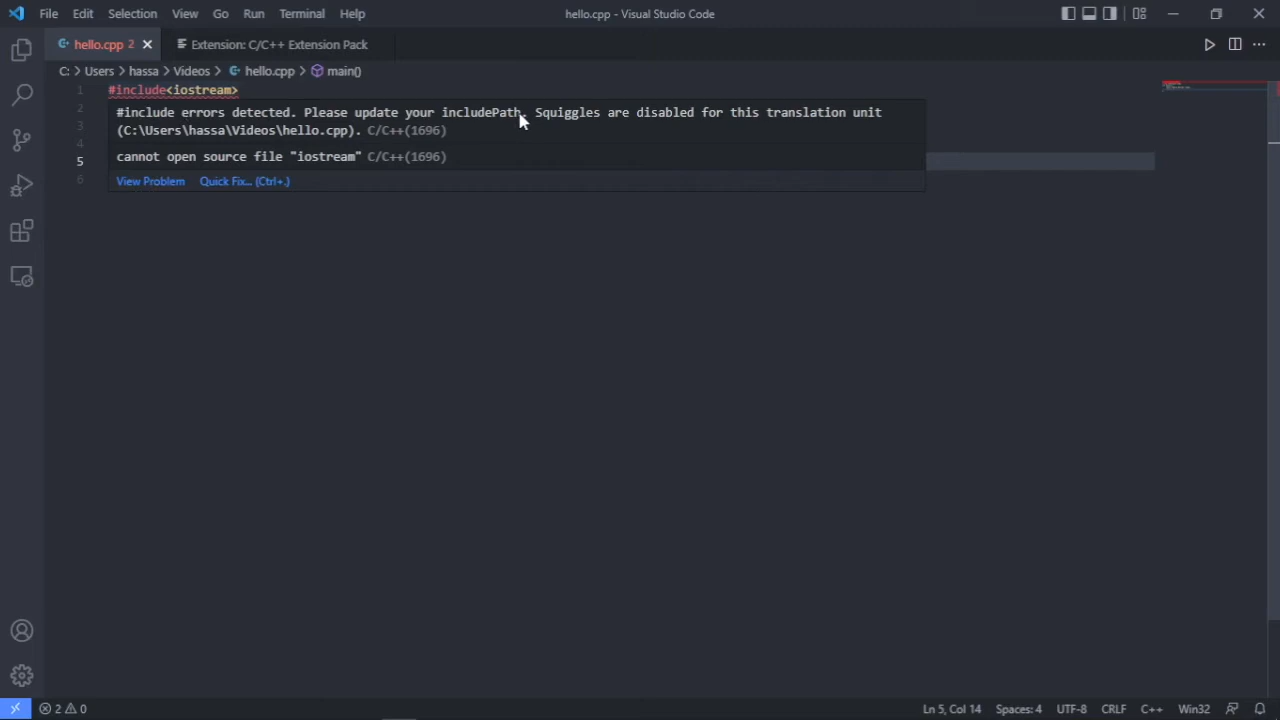 File Edit Selection View Go Run Terminal Help hello.cpp - Visual Studio Code
hello.cpp 2 Extension: C/C++ Extension Pack
C: > Users > hassa > Videos > hello.cpp > main()
1 #include<iostream>
2 #include errors detected. Please update your includePath. Squiggles are disabled for this translation unit
3 (C:\Users\hassa\Videos\hello.cpp). C/C++(1696)
4
5 cannot open source file "iostream" C/C++(1696)
6 View Problem Quick Fix... (Ctrl+.)
2 0 Ln 5, Col 14 Spaces: 4 UTF-8 CRLF C++ Win32